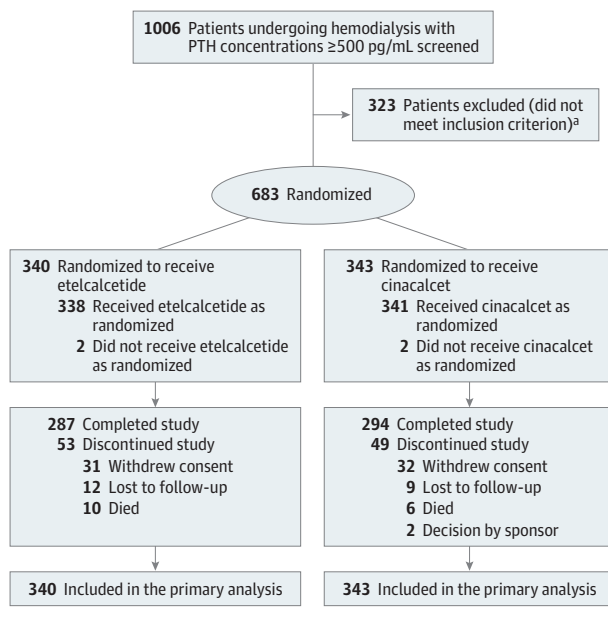 1006 Patients undergoing hemodialysis with
PTH concentrations ≥500 pg/mL screened
323 Patients excluded (did not
meet inclusion criterion)ª
683 Randomized
340 Randomized to receive
etelcalcetide
338 Received etelcalcetide as
randomized
2 Did not receive etelcalcetide
as randomized
343 Randomized to receive
cinacalcet
341 Received cinacalcet as
randomized
2 Did not receive cinacalcet
as randomized
287 Completed study
53 Discontinued study
31 Withdrew consent
12 Lost to follow-up
10 Died
294 Completed study
49 Discontinued study
32 Withdrew consent
9 Lost to follow-up
6 Died
2 Decision by sponsor
340 Included in the primary analysis
343 Included in the primary analysis